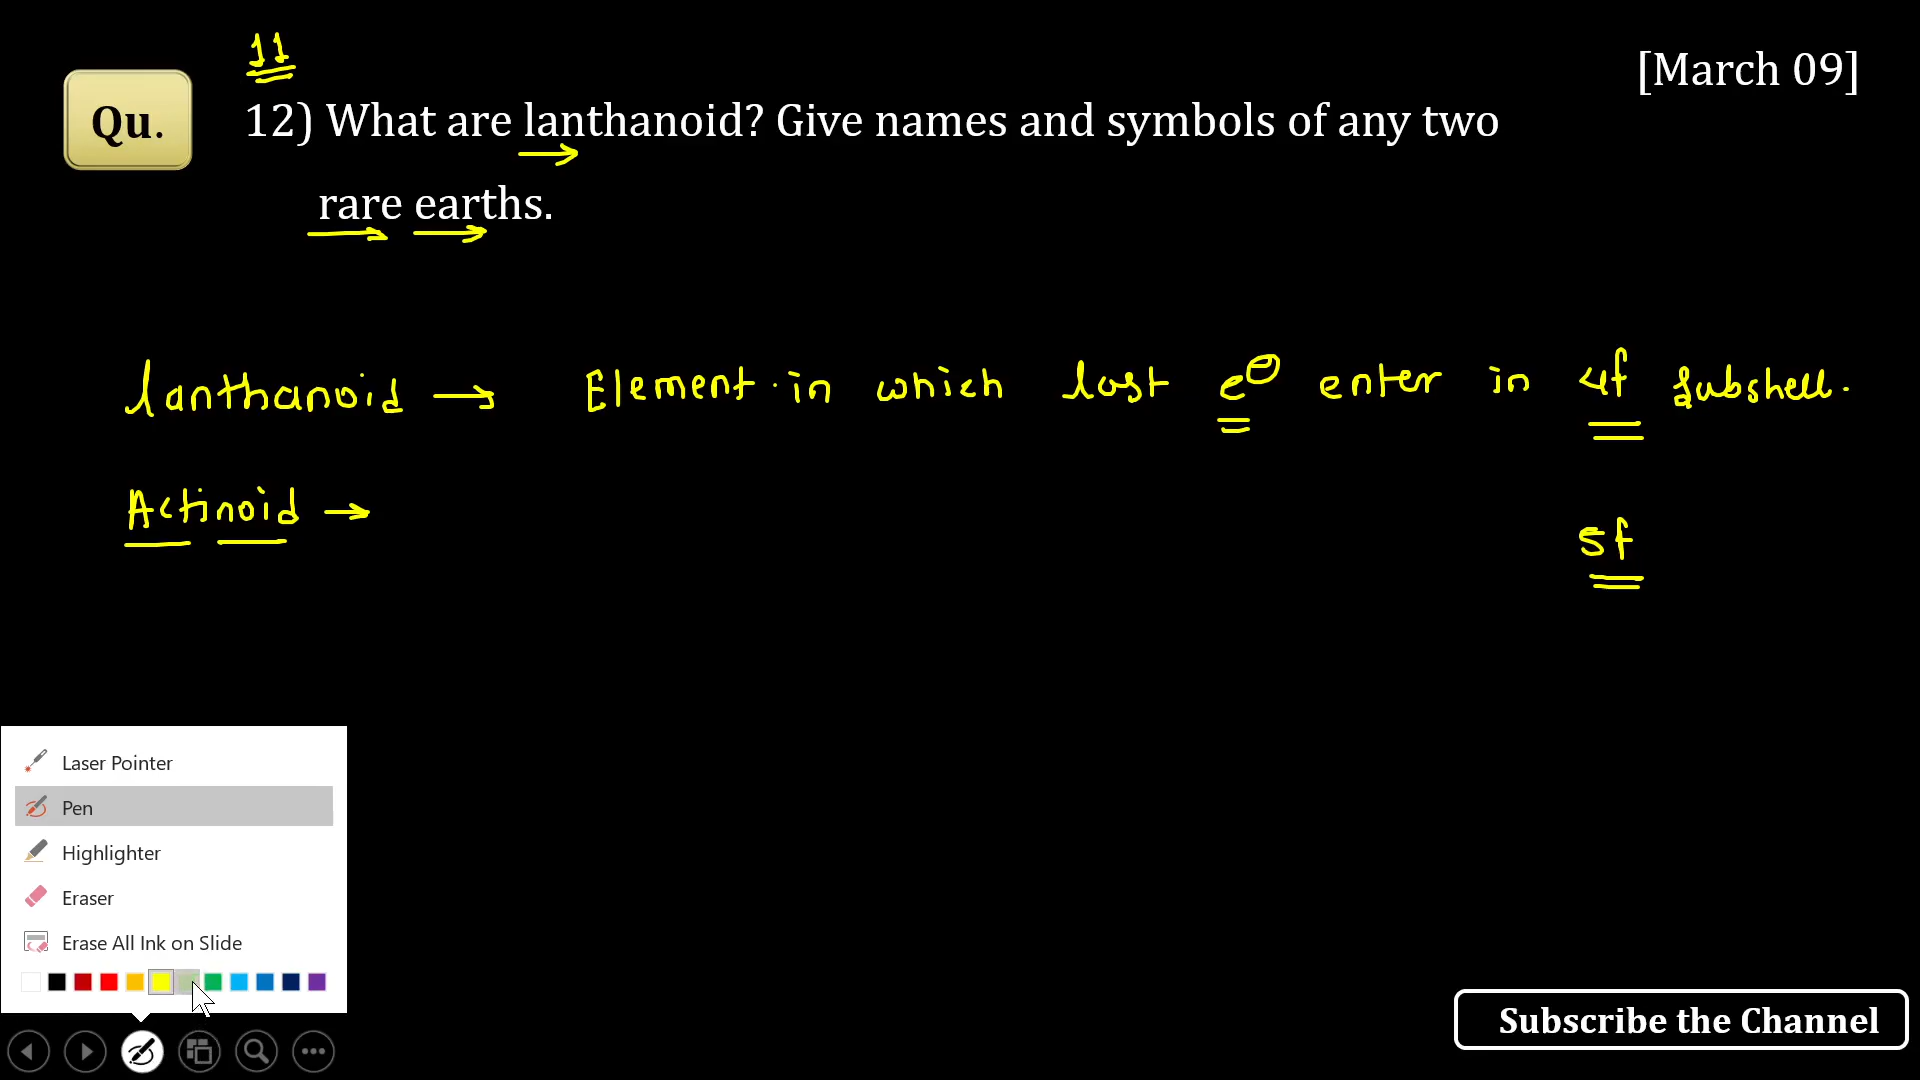 11
[March 09]
Qu.
12) What are lanthanoid? Give names and symbols of any two
rare earths.
lanthanoid → Element in which last e⊖ enter in 4f subshell.
Actinoid →
5f
Laser Pointer
Pen
Highlighter
Eraser
Erase All Ink on Slide
Subscribe the Channel